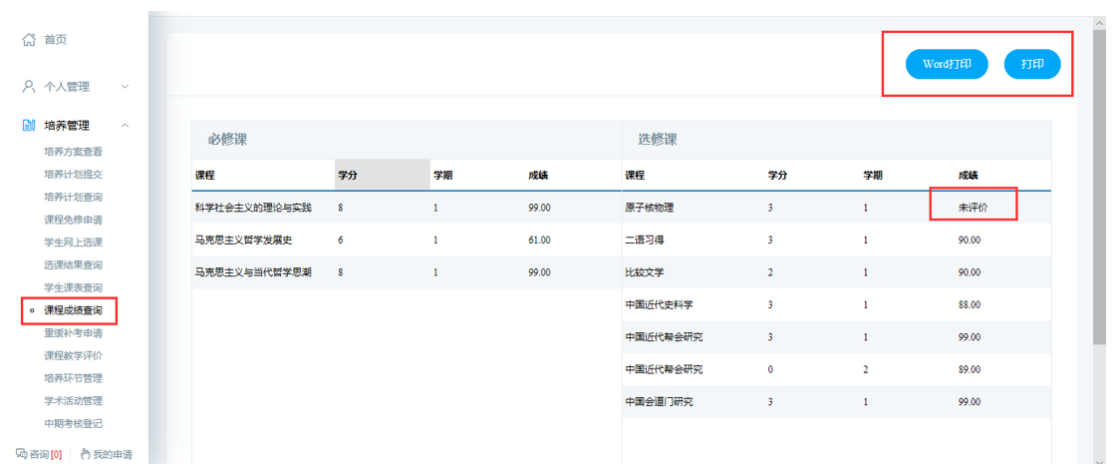 首页
个人管理
培养管理
培养方案查看
培养计划提交
培养计划查询
课程免修申请
学生网上选课
选课结果查询
学生课表查询
课程成绩查询
重缓补考申请
课程教学评价
培养环节管理
学术活动管理
中期考核登记
咨询[0] 我的申请
Word打印 打印
必修课 选修课
课程 学分 学期 成绩 课程 学分 学期 成绩
科学社会主义的理论与实践 8 1 99.00 原子核物理 3 1 未评价
马克思主义哲学发展史 6 1 61.00 二语习得 3 1 90.00
马克思主义与当代哲学思潮 8 1 99.00 比较文学 2 1 90.00
中国近代史科学 3 1 88.00
中国近代帮会研究 3 1 99.00
中国近代帮会研究 0 2 89.00
中国会道门研究 3 1 99.00